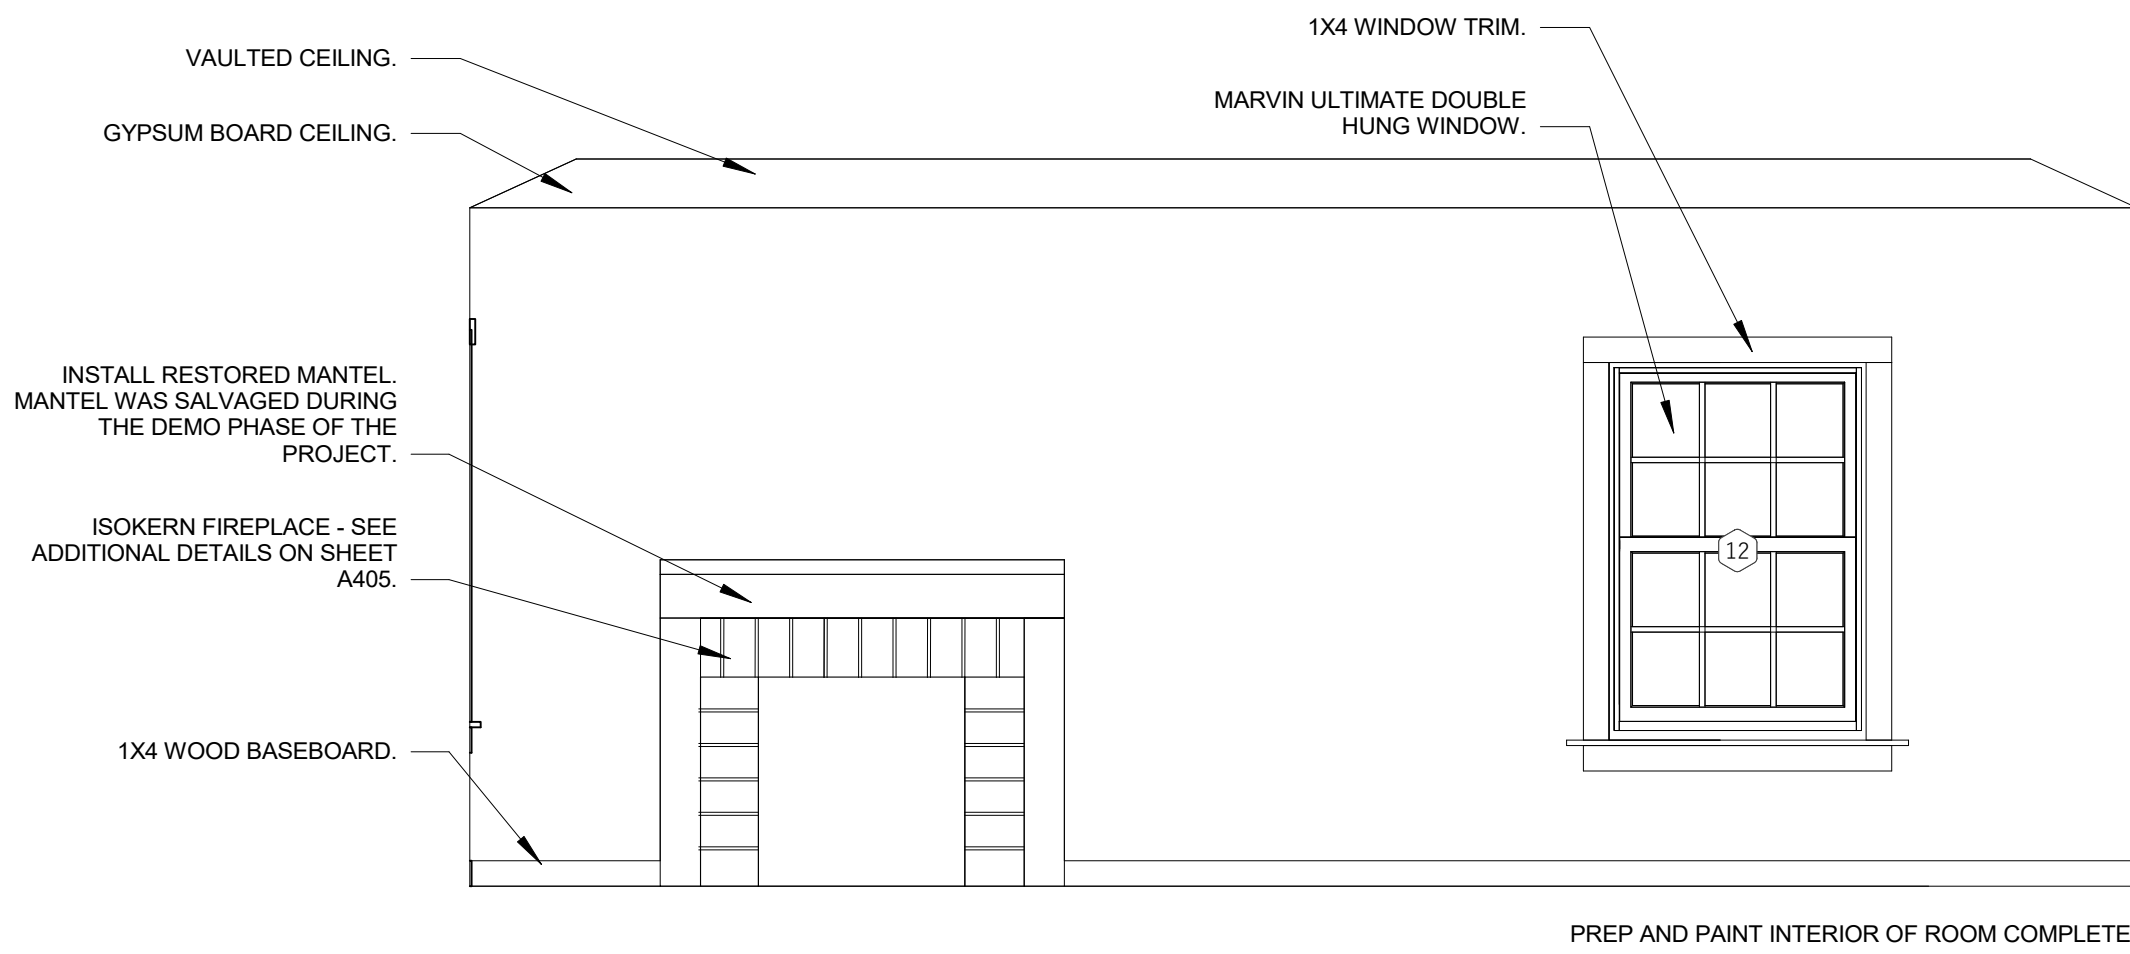 1X4 WINDOW TRIM.
VAULTED CEILING.
MARVIN ULTIMATE DOUBLE
HUNG WINDOW.
GYPSUM BOARD CEILING.
INSTALL RESTORED MANTEL.
MANTEL WAS SALVAGED DURING
THE DEMO PHASE OF THE
PROJECT.
ISOKERN FIREPLACE - SEE
ADDITIONAL DETAILS ON SHEET
A405.
12
1X4 WOOD BASEBOARD.
PREP AND PAINT INTERIOR OF ROOM COMPLETE